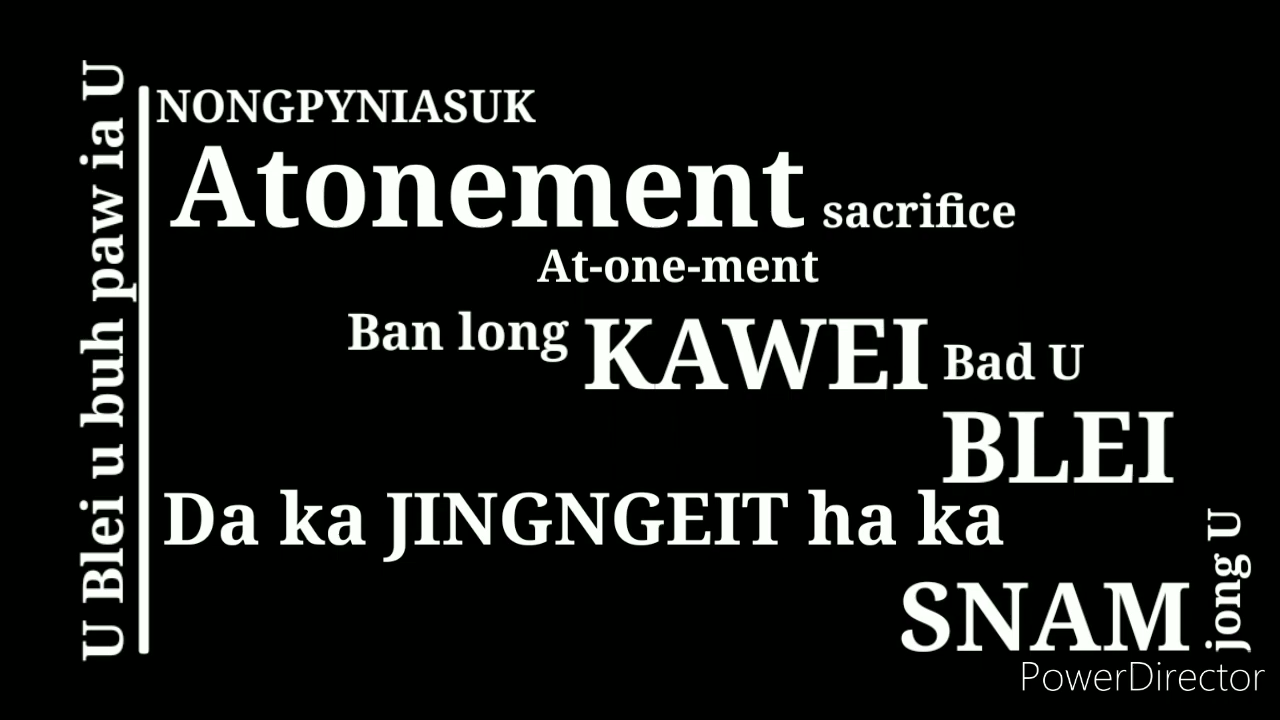 U Blei u buh paw ia U
NONGPYNIASUK
Atonement sacrifice
At-one-ment
Ban long KAWEI Bad U
BLEI
Da ka JINGNGEIT ha ka
SNAM
jong U
PowerDirector